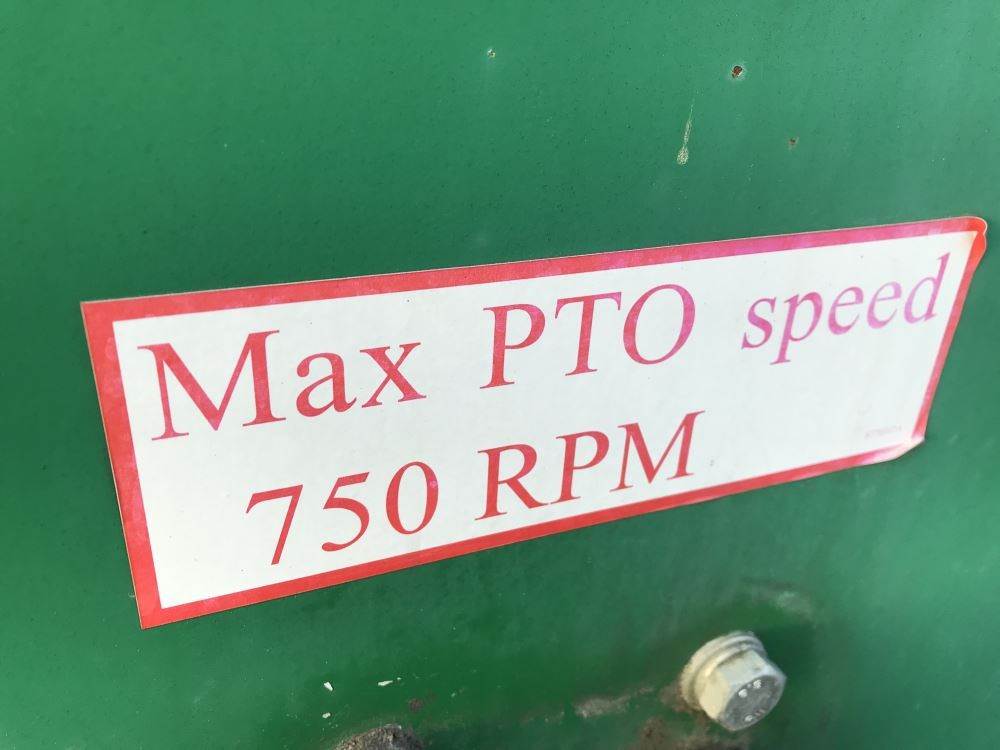 Max PTO speed
750 RPM